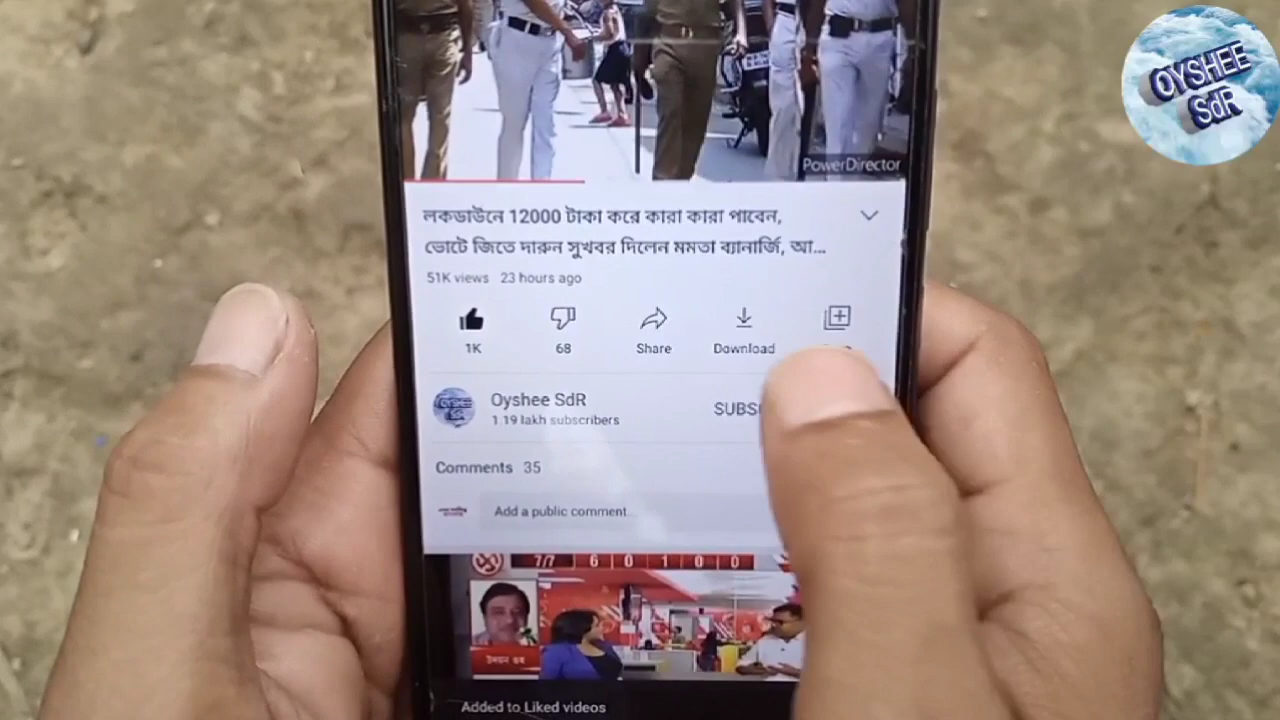 OYSHEE
SdR
PowerDirector
লকডাউনে 12000 টাকা করে কারা কারা পাবেন,
ভোটে জিতে দারুন সুখবর দিলেন মমতা ব্যানার্জি, আ...
51K views 23 hours ago
1K 68 Share Download
Oyshee SdR
1.19 lakh subscribers
SUBS
Comments 35
Add a public comment...
7/7 6 0 1 0 0
Added to Liked videos